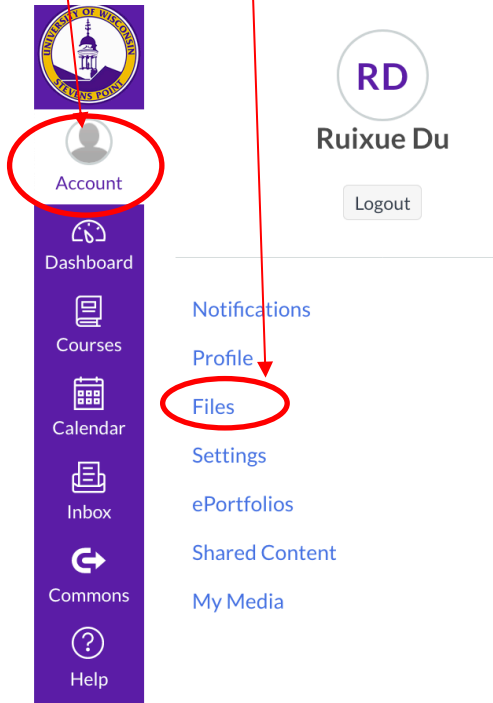 UNIVERSITY OF WISCONSIN
STEVENS POINT
Account
Dashboard
Courses
Calendar
Inbox
Commons
Help
RD
Ruixue Du
Logout
Notifications
Profile
Files
Settings
ePortfolios
Shared Content
My Media